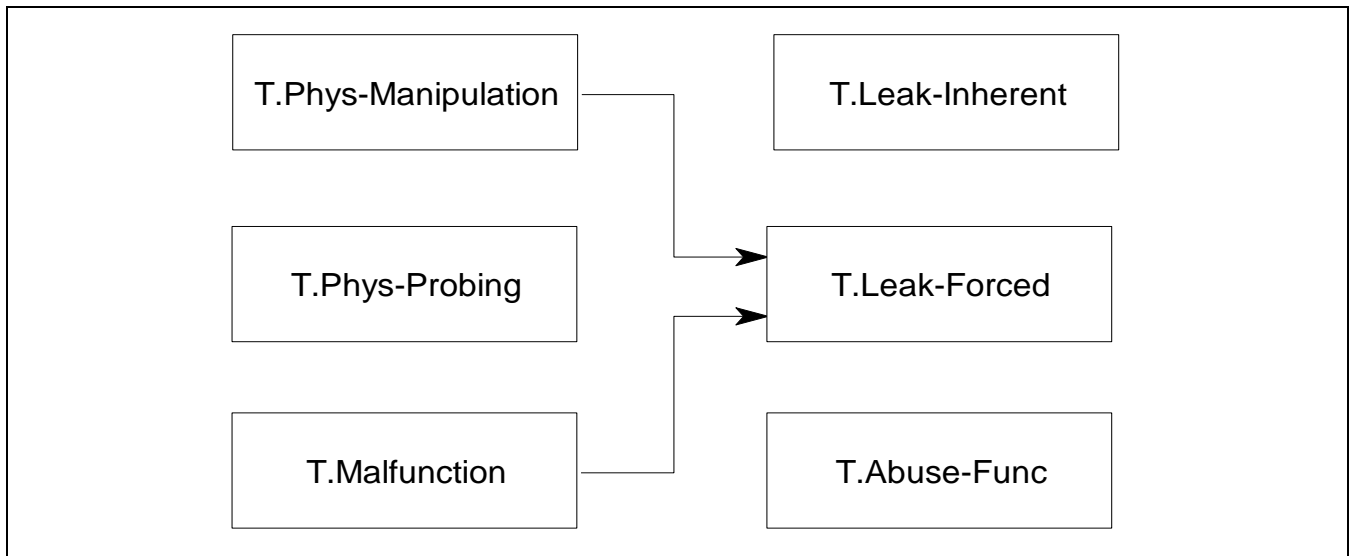 T.Phys-Manipulation
T.Leak-Inherent
T.Phys-Probing
T.Leak-Forced
T.Malfunction
T.Abuse-Func